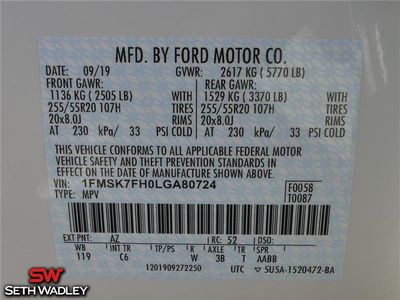 MFD. BY FORD MOTOR CO.
DATE: 09/19 GVWR: 2617 KG ( 5770 LB)
FRONT GAWR: REAR GAWR:
1136 KG ( 2505 LB) 1529 KG ( 3370 LB)
WITH WITH
255/55R20 107H TIRES 255/55R20 107H TIRES
20x8.0J RIMS 20x8.0J RIMS
AT 230 kPa/ 33 PSI COLD AT 230 kPa/ 33 PSI COLD
THIS VEHICLE CONFORMS TO ALL APPLICABLE FEDERAL MOTOR
VEHICLE SAFETY AND THEFT PREVENTION STANDARDS IN EFFECT ON
THE DATE OF MANUFACTURE SHOWN ABOVE.
VIN: 1FMSK7FH0LGA80724
TYPE: MPV
F0058
T0087
EXT PNT: AZ RC: 52 DSO:
WB INT TR TP/PS R AXLE TR SPR
119 C6 W 3B T AABB
1201909272250 UTC 5U5A-1520472-BA
SW
SETH WADLEY